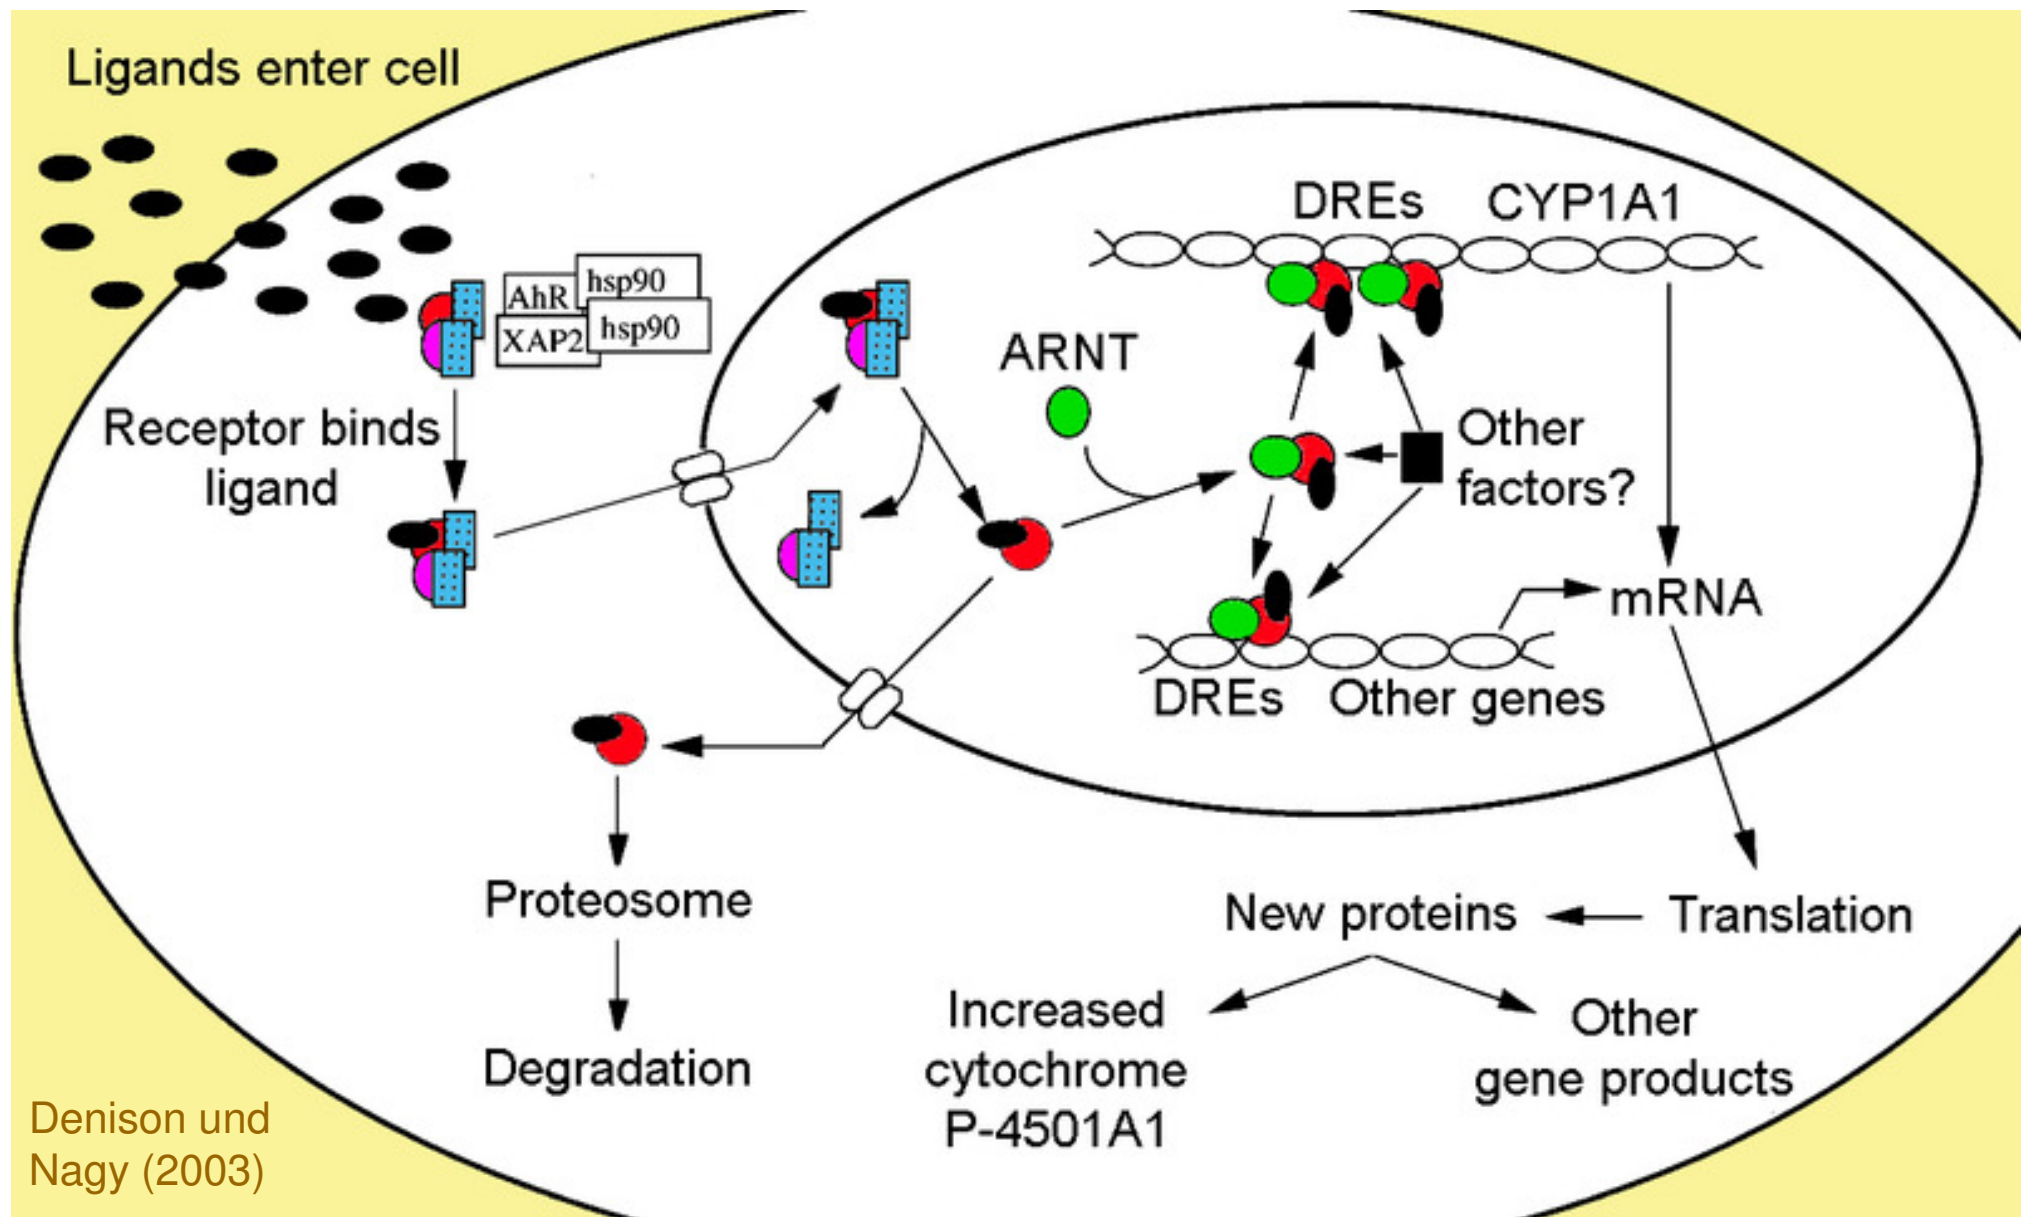 Ligands enter cell
DREs
CYP1A1
AhR
hsp90
XAP2
hsp90
ARNT
Receptor binds
ligand
Other
factors?
mRNA
DREs
Other genes
Proteosome
New proteins
Translation
Increased
cytochrome
P-4501A1
Other
gene products
Degradation
Denison und
Nagy (2003)